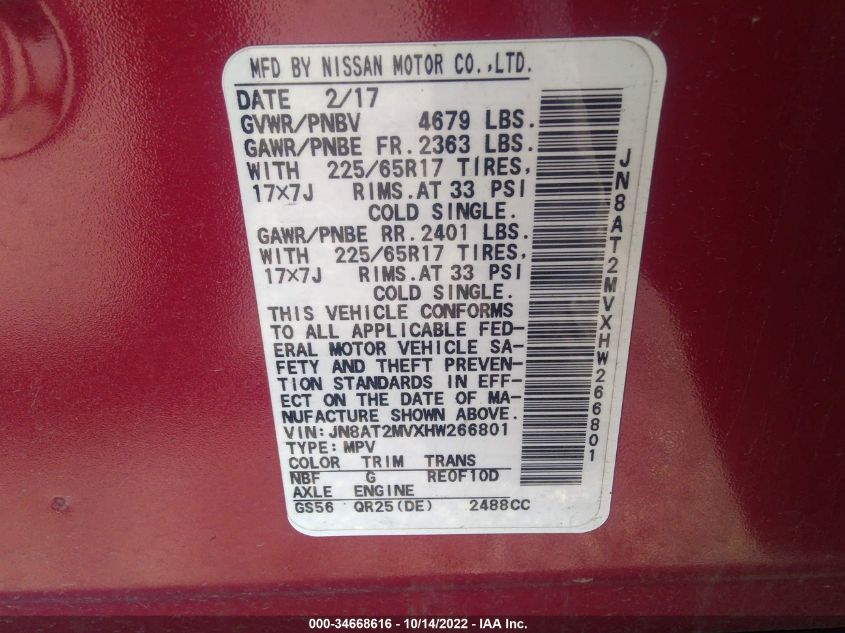 MFD BY NISSAN MOTOR CO.,LTD.
DATE 2/17
GVWR/PNBV 4679 LBS.
GAWR/PNBE FR.2363 LBS.
WITH 225/65R17 TIRES,
17X7J RIMS.AT 33 PSI
COLD SINGLE.
GAWR/PNBE RR.2401 LBS.
WITH 225/65R17 TIRES,
17X7J RIMS.AT 33 PSI
COLD SINGLE.
THIS VEHICLE CONFORMS
TO ALL APPLICABLE FED-
ERAL MOTOR VEHICLE SA-
FETY AND THEFT PREVEN-
TION STANDARDS IN EFF-
ECT ON THE DATE OF MA-
NUFACTURE SHOWN ABOVE.
VIN:JN8AT2MVXHW266801
TYPE:MPV
COLOR TRIM TRANS
NBF G RE0F10D
AXLE ENGINE
GS56 QR25(DE) 2488CC
JN8AT2MVXHW266801
000-34668616 - 10/14/2022 - IAA Inc.